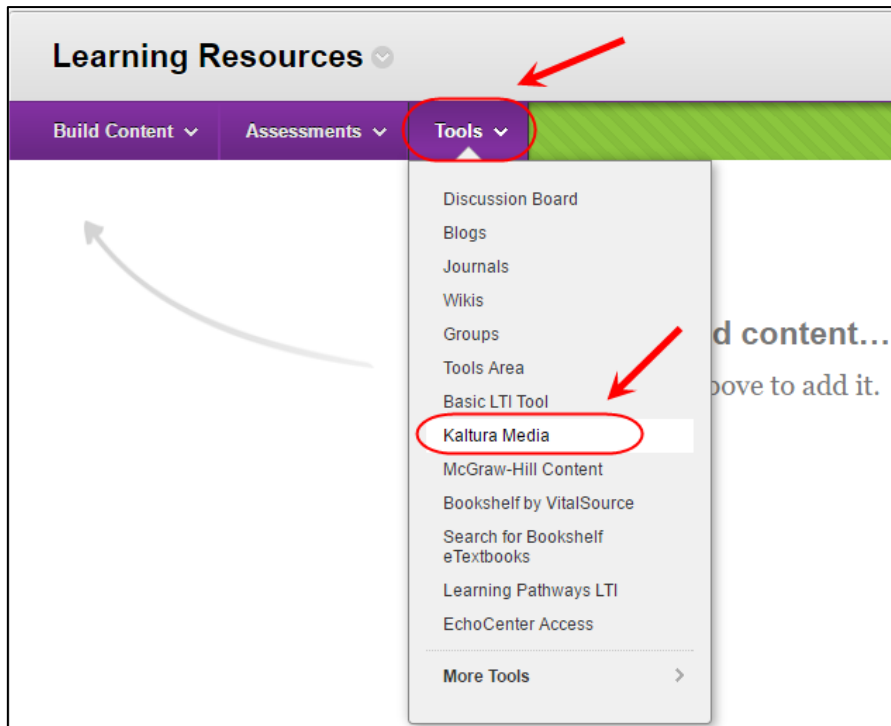 Learning Resources
Build Content
Assessments
Tools
Discussion Board
Blogs
Journals
Wikis
Groups
d content...
Tools Area
bove to add it.
Basic LTI Tool
Kaltura Media
McGraw-Hill Content
Bookshelf by VitalSource
Search for Bookshelf
eTextbooks
Learning Pathways LTI
EchoCenter Access
More Tools